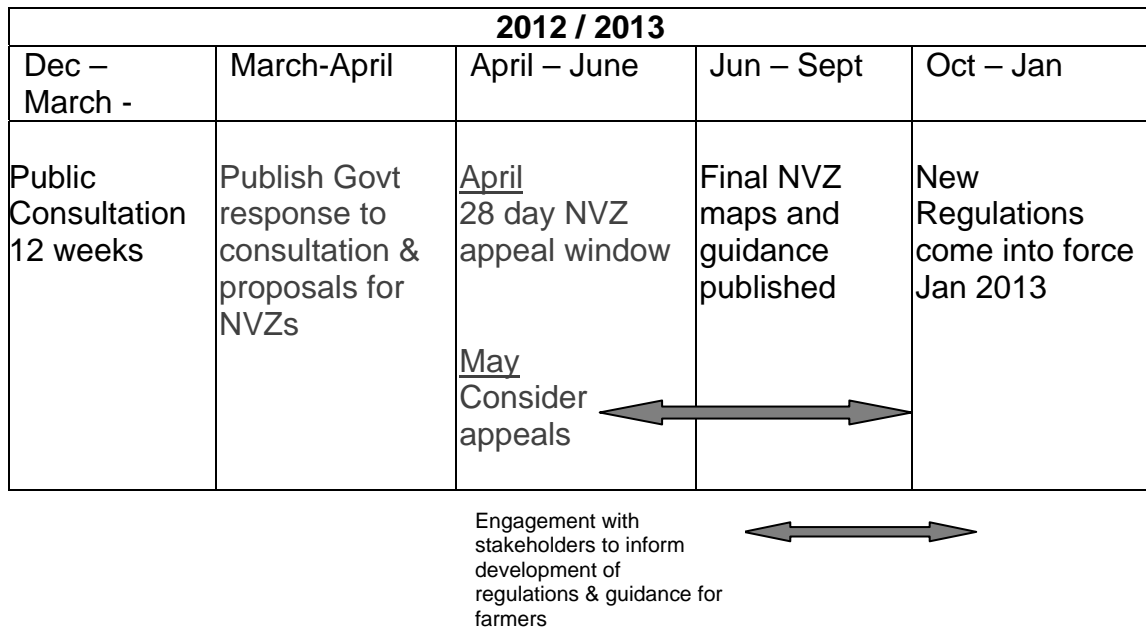 2012 / 2013
Dec –
March -
March-April
April – June
Jun – Sept
Oct – Jan
Public
Consultation
12 weeks
Publish Govt
response to
consultation &
proposals for
NVZs
April
28 day NVZ
appeal window
May
Consider
appeals
Final NVZ
maps and
guidance
published
New
Regulations
come into force
Jan 2013
Engagement with
stakeholders to inform
development of
regulations & guidance for
farmers